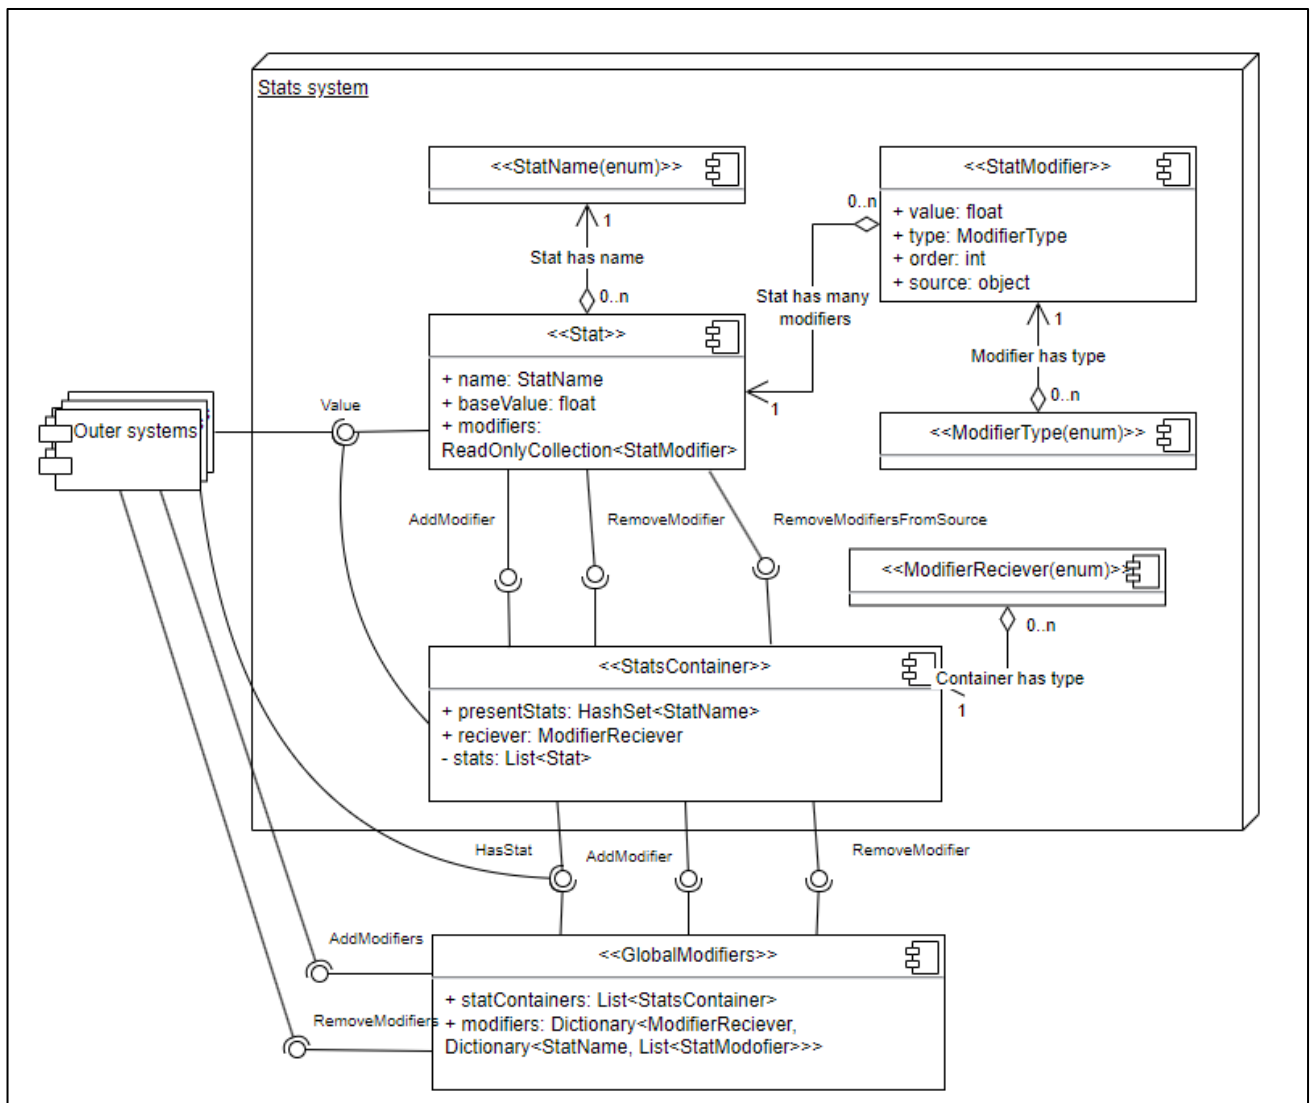 Stats system
<<StatName(enum)>>
1
Stat has name
0..n
<<StatModifier>>
+ value: float
+ type: ModifierType
+ order: int
+ source: object
0..n
Stat has many
modifiers
1
<<Stat>>
+ name: StatName
+ baseValue: float
+ modifiers:
ReadOnlyCollection<StatModifier>
1
Modifier has type
0..n
<<ModifierType(enum)>>
Outer systems
Value
AddModifier
RemoveModifier
RemoveModifiersFromSource
<<ModifierReciever(enum)>>
0..n
Container has type
1
<<StatsContainer>>
+ presentStats: HashSet<StatName>
+ reciever: ModifierReciever
- stats: List<Stat>
HasStat
AddModifier
RemoveModifier
AddModifiers
RemoveModifiers
<<GlobalModifiers>>
+ statContainers: List<StatsContainer>
+ modifiers: Dictionary<ModifierReciever,
Dictionary<StatName, List<StatModofier>>>